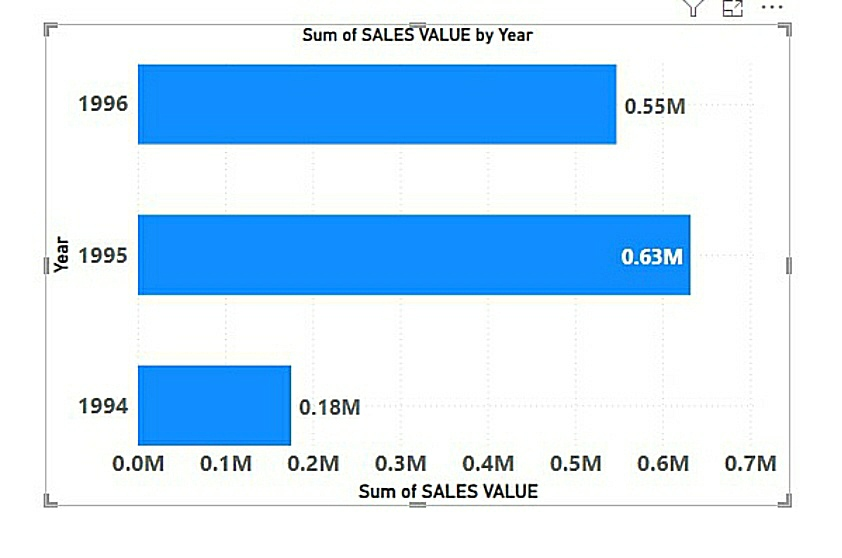 Sum of SALES VALUE by Year
1996
0.55M
Year
1995
0.63M
1994
0.18M
0.0M 0.1M 0.2M 0.3M 0.4M 0.5M 0.6M 0.7M
Sum of SALES VALUE